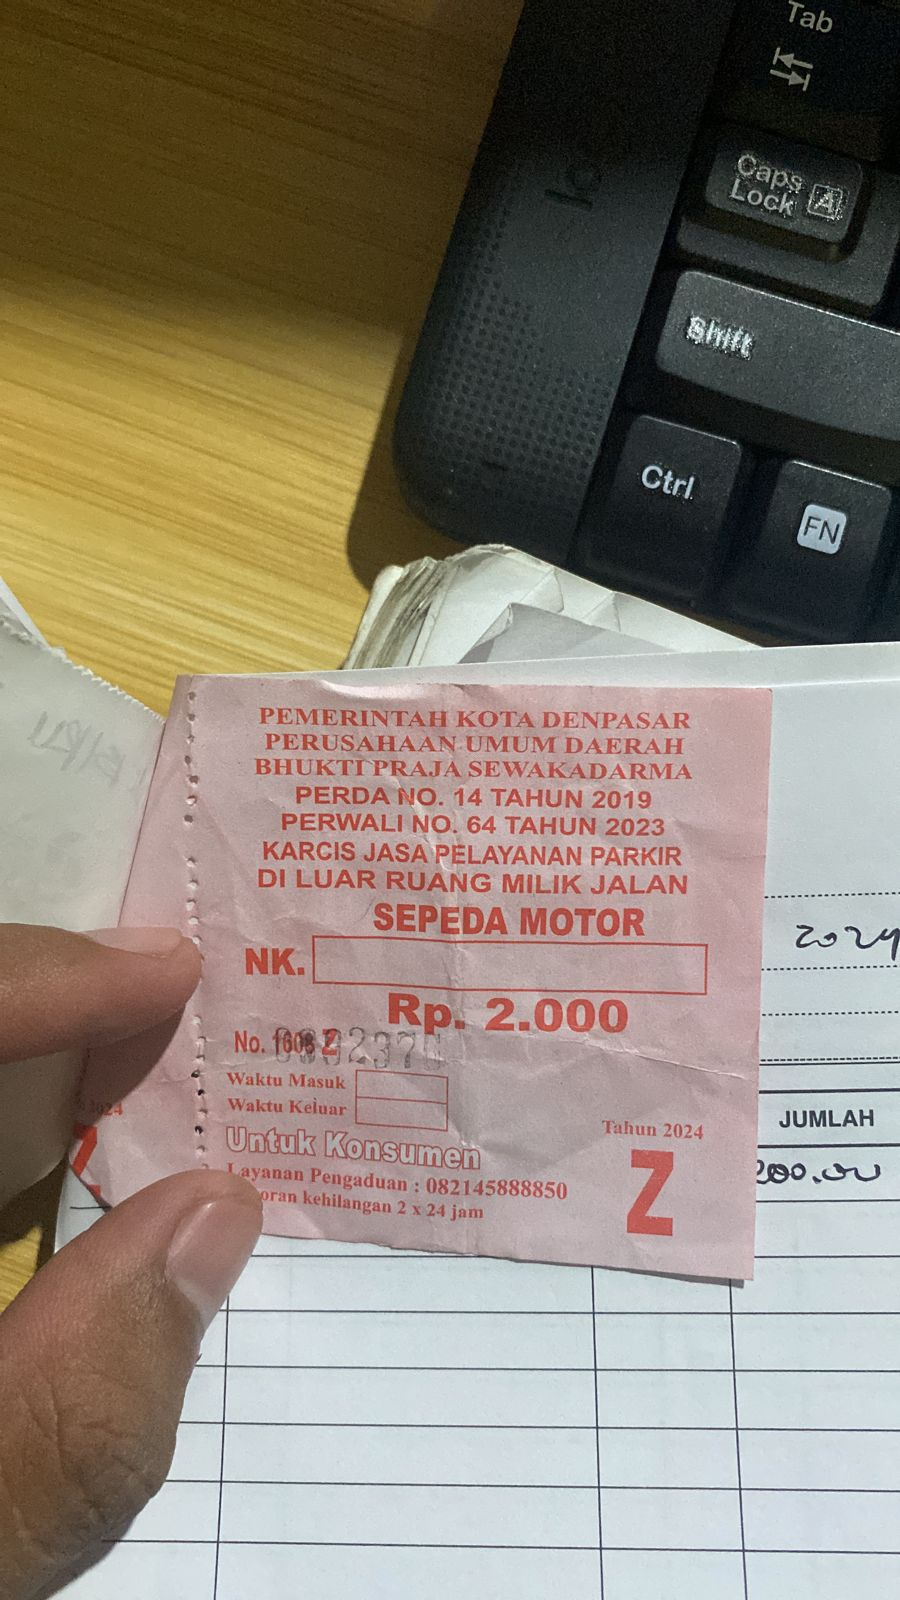 Tab
Caps
Lock A
Shift
Ctrl
FN
PEMERINTAH KOTA DENPASAR
PERUSAHAAN UMUM DAERAH
BHUKTI PRAJA SEWAKADARMA
PERDA NO. 14 TAHUN 2019
PERWALI NO. 64 TAHUN 2023
KARCIS JASA PELAYANAN PARKIR
DI LUAR RUANG MILIK JALAN
SEPEDA MOTOR
NK.
Rp. 2.000
No. 1608 Z
Waktu Masuk
Waktu Keluar
Untuk Konsumen
Layanan Pengaduan : 082145888850
kehilangan 2 x 24 jam
Tahun 2024
Z
2024
Z
2024
JUMLAH